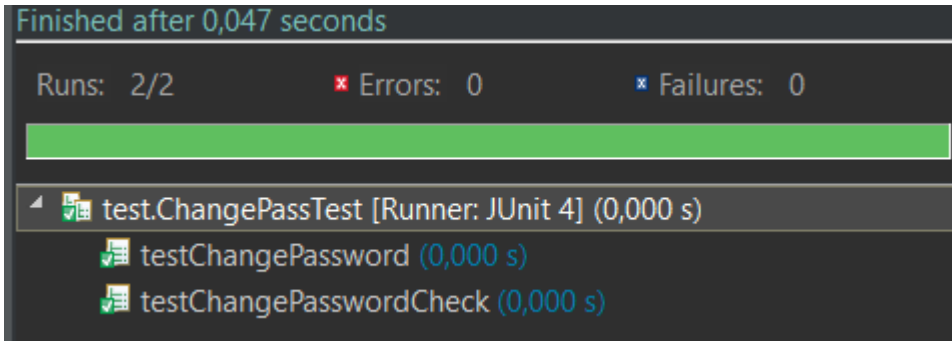 Finished after 0,047 seconds
Runs: 2/2 Errors: 0 Failures: 0
test.ChangePassTest [Runner: JUnit 4] (0,000 s)
testChangePassword (0,000 s)
testChangePasswordCheck (0,000 s)